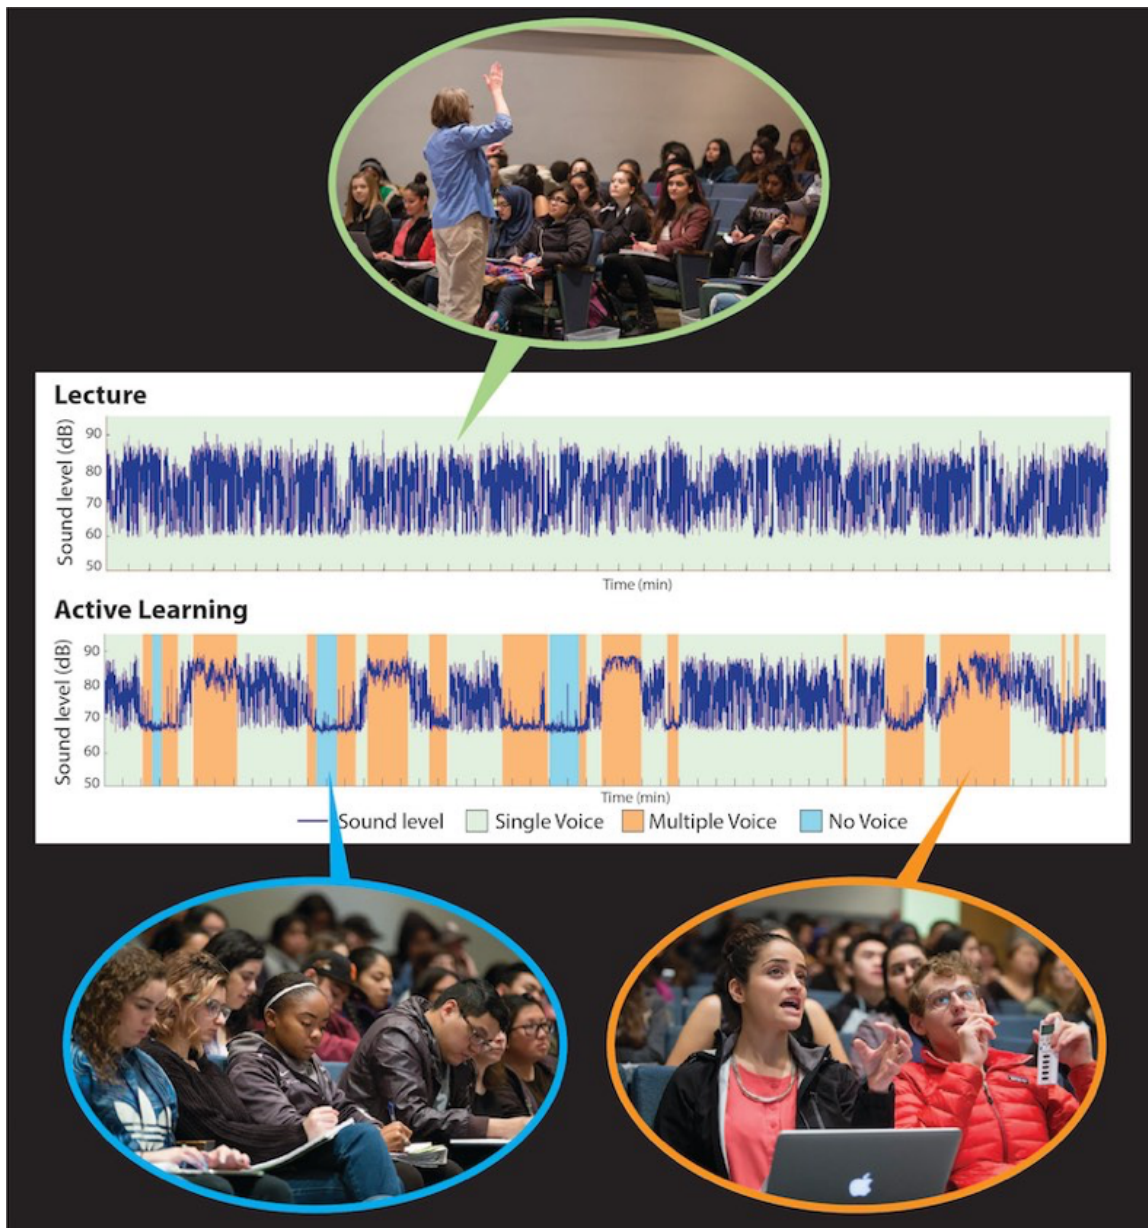 Lecture
Sound level (dB)
90
80
70
60
50
Time (min)
Active Learning
Sound level (dB)
90
80
70
60
50
Time (min)
Sound level
Single Voice
Multiple Voice
No Voice
adidas